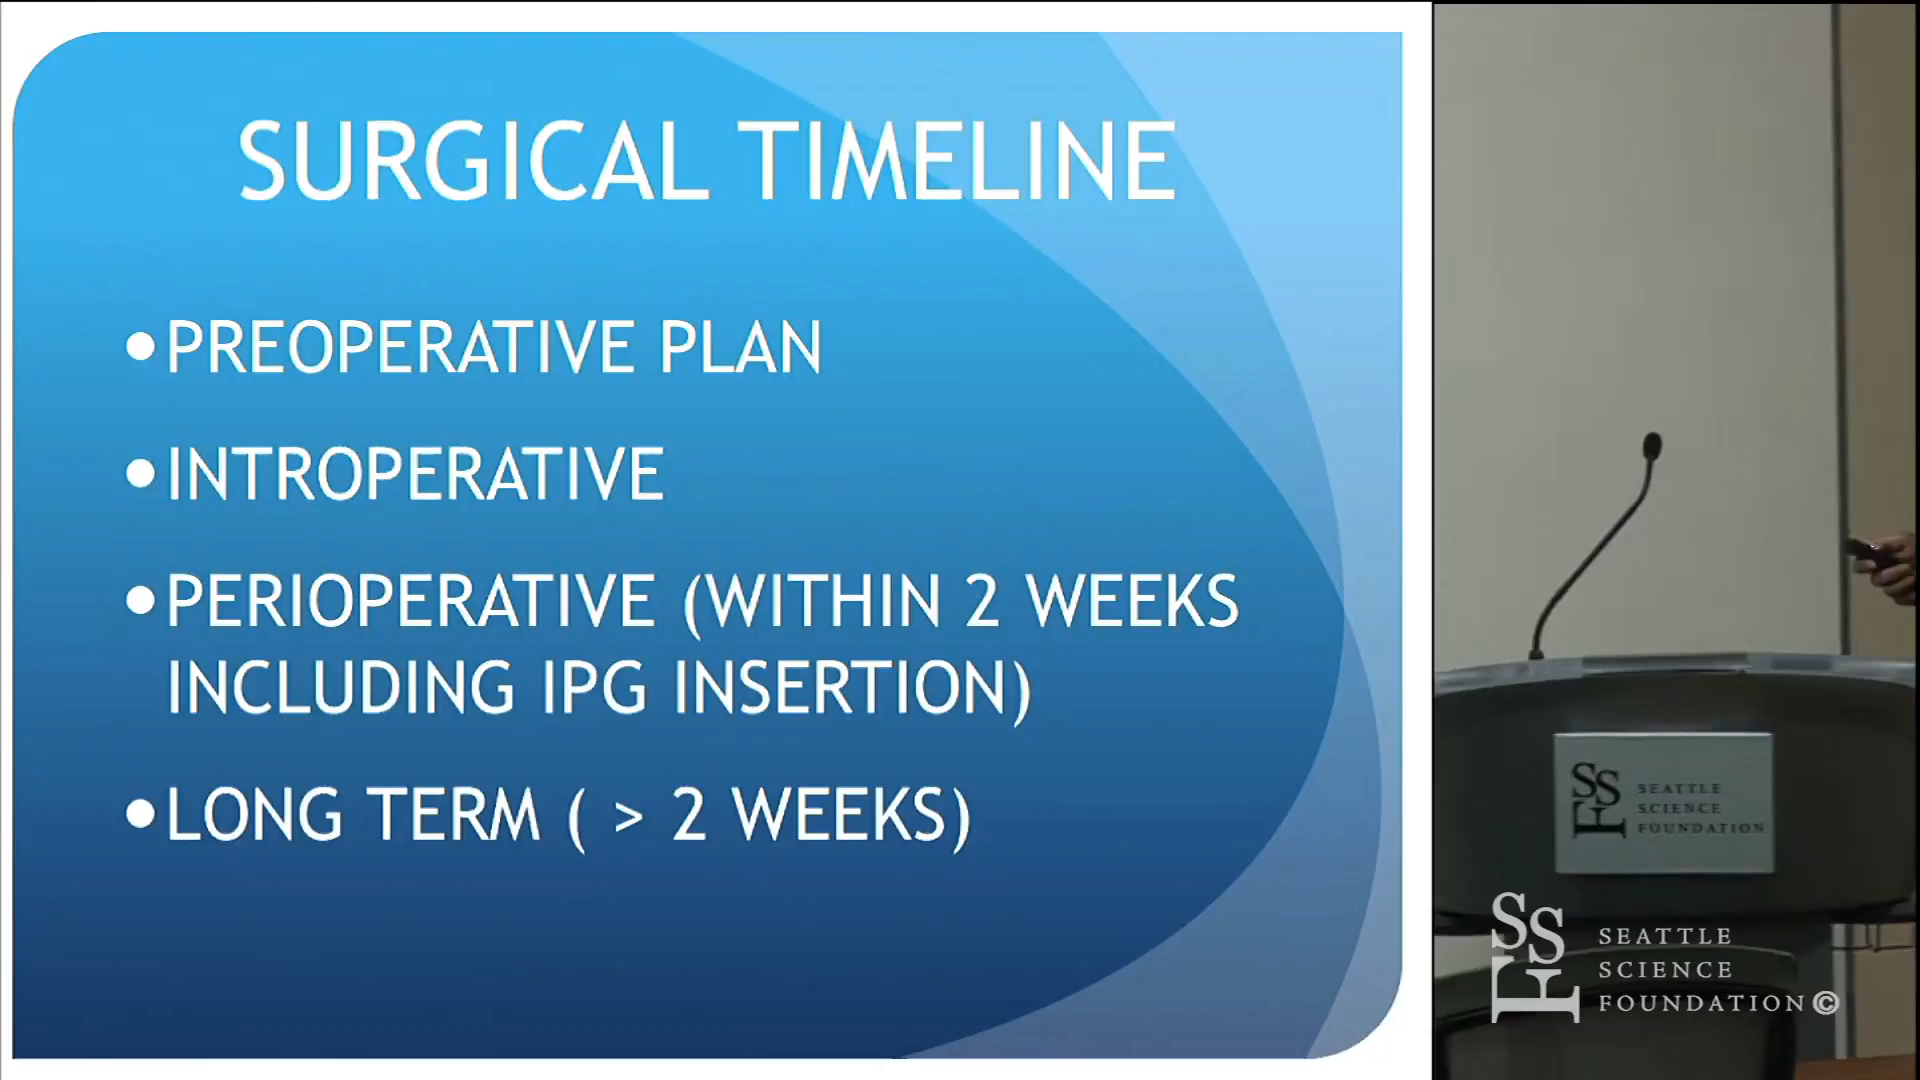 SURGICAL TIMELINE
•PREOPERATIVE PLAN
•INTROPERATIVE
•PERIOPERATIVE (WITHIN 2 WEEKS
INCLUDING IPG INSERTION)
•LONG TERM ( > 2 WEEKS)
SSF
SEATTLE
SCIENCE
FOUNDATION
SSF
SEATTLE
SCIENCE
FOUNDATION©